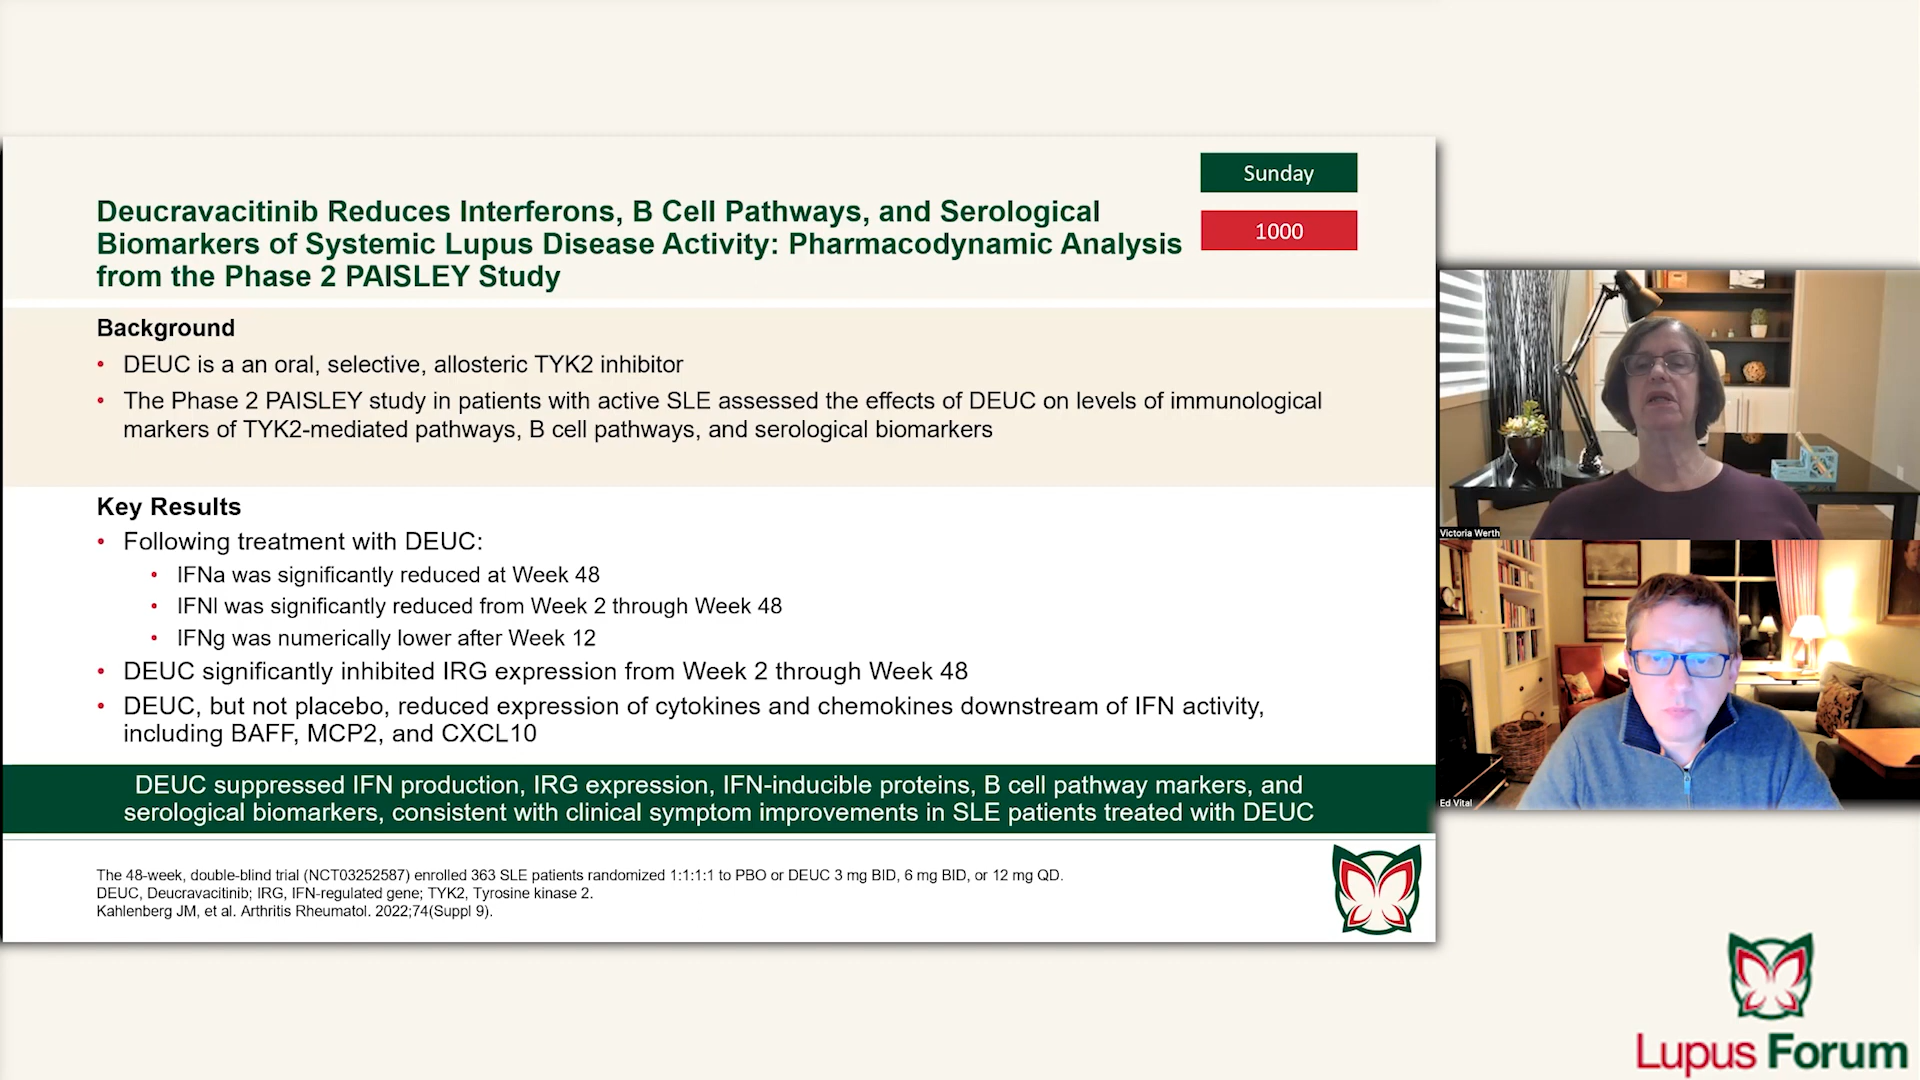 Sunday
1000
Deucravacitinib Reduces Interferons, B Cell Pathways, and Serological
Biomarkers of Systemic Lupus Disease Activity: Pharmacodynamic Analysis
from the Phase 2 PAISLEY Study
Background
• DEUC is a an oral, selective, allosteric TYK2 inhibitor
• The Phase 2 PAISLEY study in patients with active SLE assessed the effects of DEUC on levels of immunological
markers of TYK2-mediated pathways, B cell pathways, and serological biomarkers
Key Results
• Following treatment with DEUC:
• IFNa was significantly reduced at Week 48
• IFNl was significantly reduced from Week 2 through Week 48
• IFNg was numerically lower after Week 12
• DEUC significantly inhibited IRG expression from Week 2 through Week 48
• DEUC, but not placebo, reduced expression of cytokines and chemokines downstream of IFN activity,
including BAFF, MCP2, and CXCL10
DEUC suppressed IFN production, IRG expression, IFN-inducible proteins, B cell pathway markers, and
serological biomarkers, consistent with clinical symptom improvements in SLE patients treated with DEUC
The 48-week, double-blind trial (NCT03252587) enrolled 363 SLE patients randomized 1:1:1:1 to PBO or DEUC 3 mg BID, 6 mg BID, or 12 mg QD.
DEUC, Deucravacitinib; IRG, IFN-regulated gene; TYK2, Tyrosine kinase 2.
Kahlenberg JM, et al. Arthritis Rheumatol. 2022;74(Suppl 9).
Victoria Werth
Ed Vital
Lupus Forum